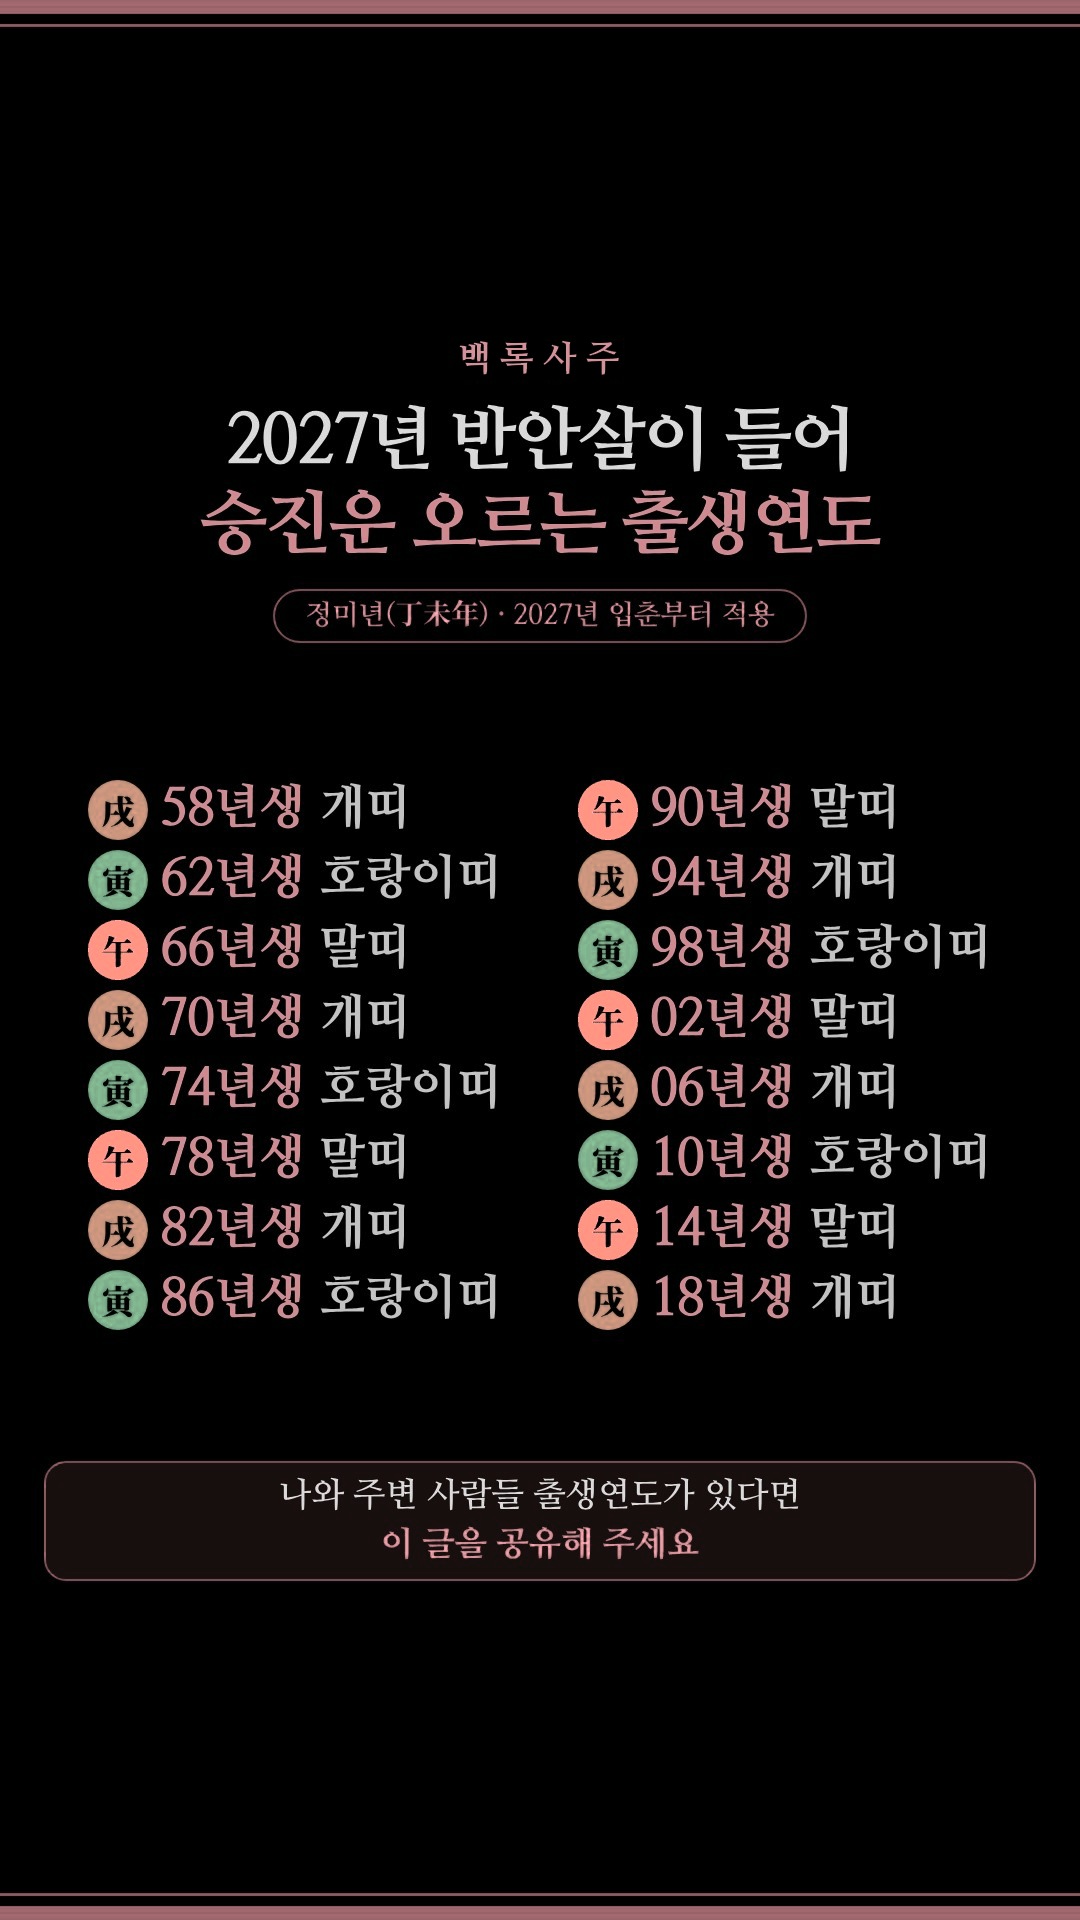 백록사주
2027년 반안살이 들어
승진운 오르는 출생연도
정미년(丁未年) · 2027년 입춘부터 적용
戌 58년생 개띠
寅 62년생 호랑이띠
午 66년생 말띠
戌 70년생 개띠
寅 74년생 호랑이띠
午 78년생 말띠
戌 82년생 개띠
寅 86년생 호랑이띠
午 90년생 말띠
戌 94년생 개띠
寅 98년생 호랑이띠
午 02년생 말띠
戌 06년생 개띠
寅 10년생 호랑이띠
午 14년생 말띠
戌 18년생 개띠
나와 주변 사람들 출생연도가 있다면
이 글을 공유해 주세요